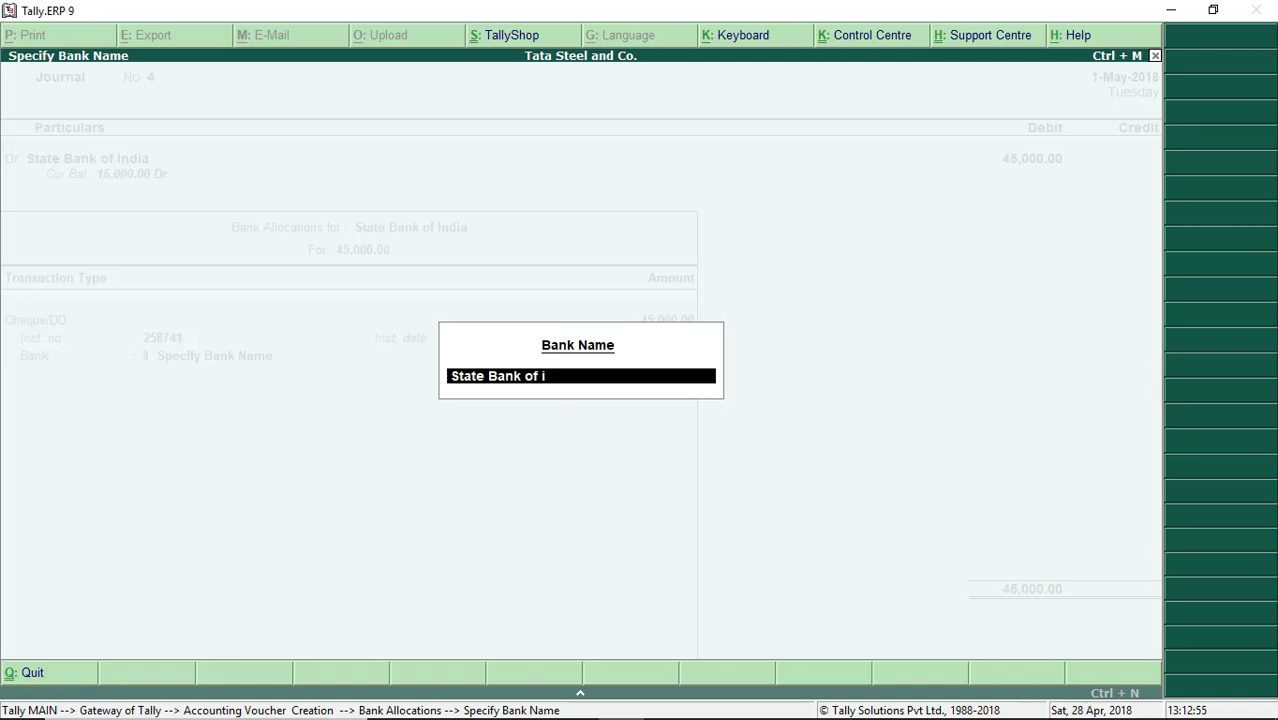 Tally.ERP 9
P: Print E: Export M: E-Mail O: Upload S: TallyShop G: Language K: Keyboard K: Control Centre H: Support Centre H: Help
Specify Bank Name Tata Steel and Co. Ctrl + M
Journal No. 4 1-May-2018
Tuesday
Particulars Debit Credit
Dr State Bank of India 45,000.00
Cur Bal: 15,000.00 Dr
Bank Allocations for : State Bank of India
For 45,000.00
Transaction Type Amount
Cheque/DD 45,000.00
Inst. no. : 258741 Inst. date
Bank : Specify Bank Name
Bank Name
State Bank of i
45,000.00
Q: Quit
Ctrl + N
Tally MAIN --> Gateway of Tally --> Accounting Voucher Creation --> Bank Allocations --> Specify Bank Name © Tally Solutions Pvt Ltd., 1988-2018 Sat, 28 Apr, 2018 13:12:55